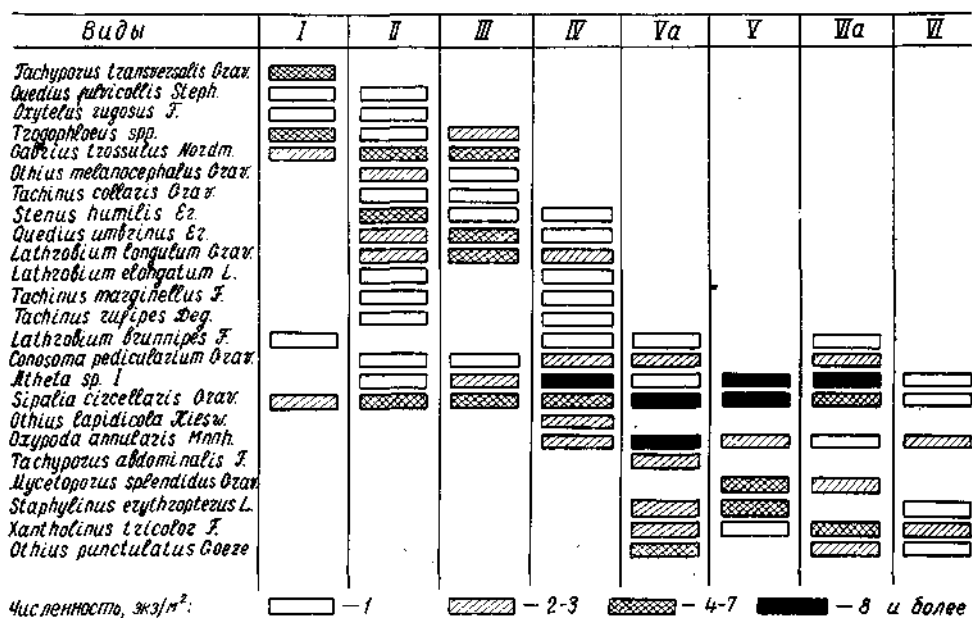 Виды I II III IV Va V VIa VI
Tachyporus transversalis Grav.
Quedius fulvicollis Steph.
Oxytelus rugosus F.
Trogophloeus spp.
Gabrius trossulus Nordm.
Othius melanocephalus Grav.
Tachinus collaris Grav.
Stenus humilis Er.
Quedius umbrinus Er.
Lathrobium longulum Grav.
Lathrobium elongatum L.
Tachinus marginellus F.
Tachinus rufipes Deg.
Lathrobium brunnipes F.
Conosoma pedicularium Grav.
Atheta sp. I
Sipalia circellaris Grav.
Othius lapidicola Kiesw.
Oxypoda annularis Mnnh.
Tachyporus abdominalis F.
Mycetoporus splendidus Grav.
Staphylinus erythropterus L.
Xantholinus tricolor F.
Othius punctulatus Goeze
Численность, экз/м²: — 1 — 2-3 — 4-7 — 8 и более